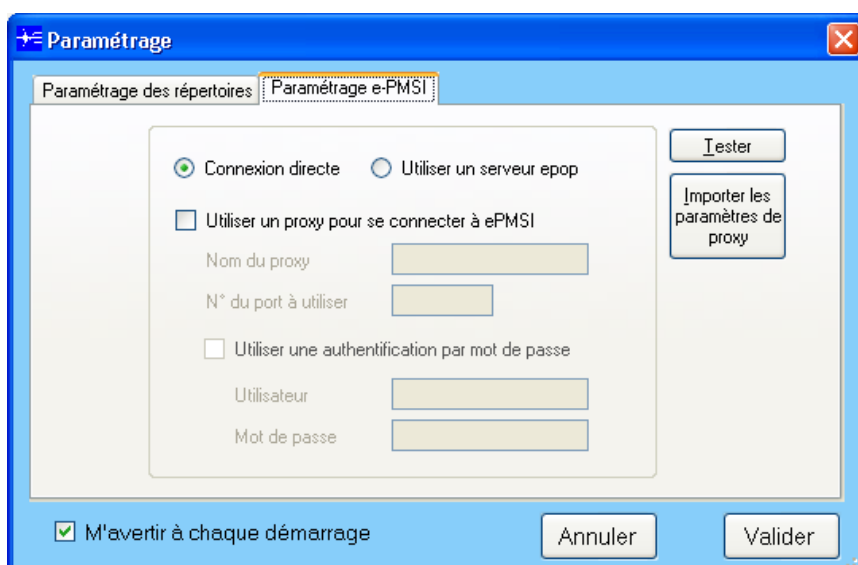 Paramétrage
Paramétrage des répertoires
Paramétrage e-PMSI
Connexion directe
Utiliser un serveur epop
Tester
Utiliser un proxy pour se connecter à ePMSI
Importer les
paramètres de
proxy
Nom du proxy
N° du port à utiliser
Utiliser une authentification par mot de passe
Utilisateur
Mot de passe
M'avertir à chaque démarrage
Annuler
Valider